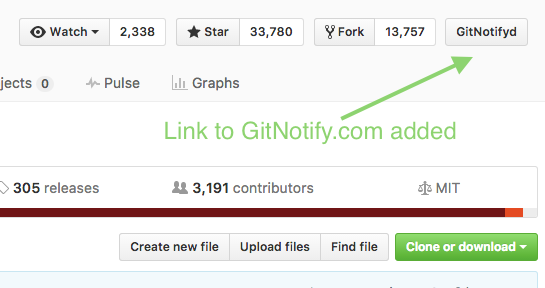 Watch 2,338 Star 33,780 Fork 13,757 GitNotifyd
jects 0 Pulse Graphs
Link to GitNotify.com added
305 releases 3,191 contributors MIT
Create new file Upload files Find file Clone or download